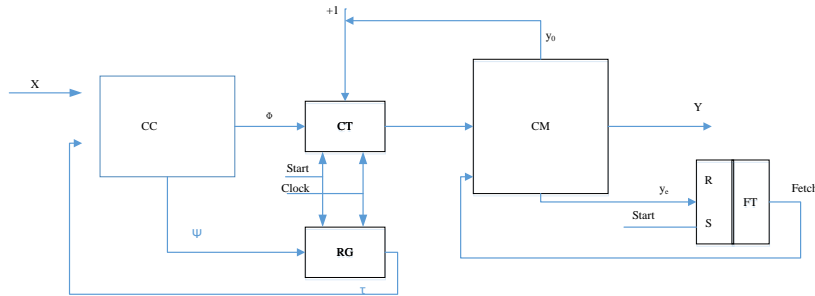 +1
y₀
X
CC
Φ
CT
CM
Y
Start
Clock
R
FT
Fetch
yₑ
Start
S
Ψ
RG
τ